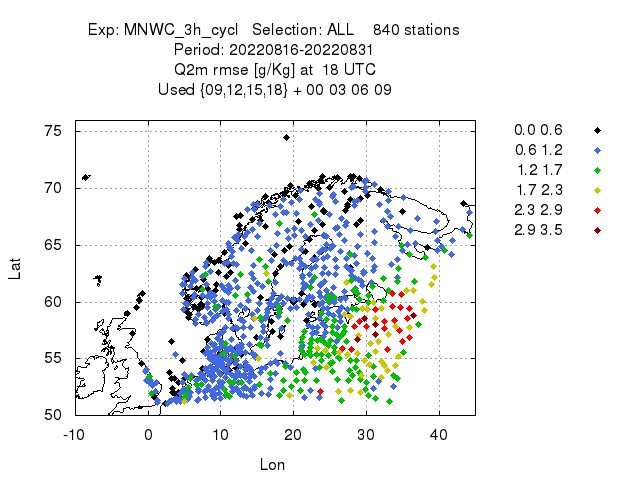 Exp: MNWC_3h_cycl Selection: ALL 840 stations
Period: 20220816-20220831
Q2m rmse [g/Kg] at 18 UTC
Used {09,12,15,18} + 00 03 06 09
0.0 0.6
0.6 1.2
1.2 1.7
1.7 2.3
2.3 2.9
2.9 3.5
75
70
65
60
55
50
Lat
-10 0 10 20 30 40
Lon